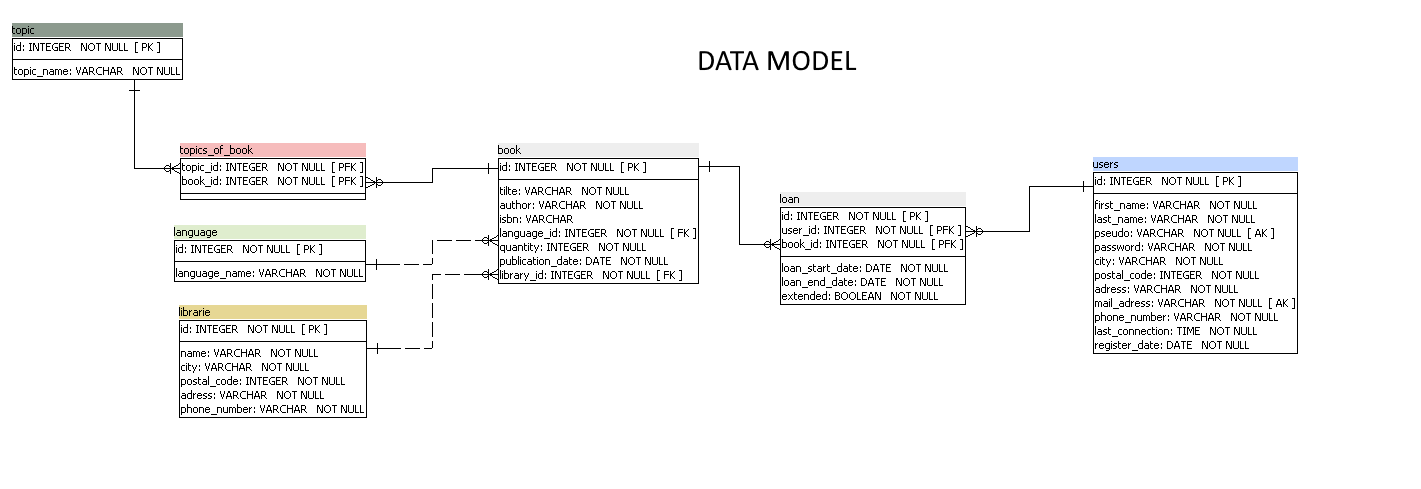 topic
id: INTEGER NOT NULL [ PK ]
topic_name: VARCHAR NOT NULL
DATA MODEL
topics_of_book
topic_id: INTEGER NOT NULL [ PFK ]
book_id: INTEGER NOT NULL [ PFK ]
language
id: INTEGER NOT NULL [ PK ]
language_name: VARCHAR NOT NULL
librarie
id: INTEGER NOT NULL [ PK ]
name: VARCHAR NOT NULL
city: VARCHAR NOT NULL
postal_code: INTEGER NOT NULL
adress: VARCHAR NOT NULL
phone_number: VARCHAR NOT NULL
book
id: INTEGER NOT NULL [ PK ]
tilte: VARCHAR NOT NULL
author: VARCHAR NOT NULL
isbn: VARCHAR
language_id: INTEGER NOT NULL [ FK ]
quantity: INTEGER NOT NULL
publication_date: DATE NOT NULL
library_id: INTEGER NOT NULL [ FK ]
loan
id: INTEGER NOT NULL [ PK ]
user_id: INTEGER NOT NULL [ PFK ]
book_id: INTEGER NOT NULL [ PFK ]
loan_start_date: DATE NOT NULL
loan_end_date: DATE NOT NULL
extended: BOOLEAN NOT NULL
users
id: INTEGER NOT NULL [ PK ]
first_name: VARCHAR NOT NULL
last_name: VARCHAR NOT NULL
pseudo: VARCHAR NOT NULL [ AK ]
password: VARCHAR NOT NULL
city: VARCHAR NOT NULL
postal_code: INTEGER NOT NULL
adress: VARCHAR NOT NULL
mail_adress: VARCHAR NOT NULL [ AK ]
phone_number: VARCHAR NOT NULL
last_connection: TIME NOT NULL
register_date: DATE NOT NULL